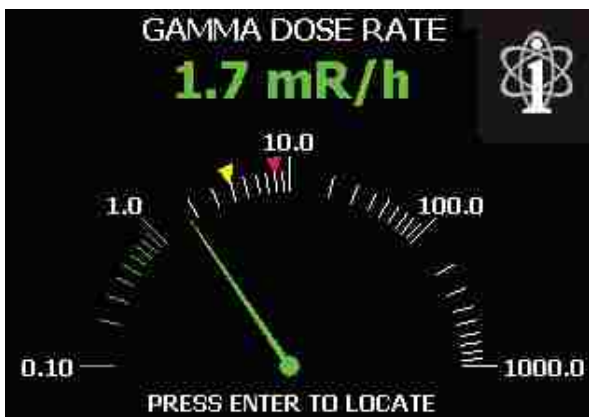 GAMMA DOSE RATE
1.7 mR/h
i
10.0
1.0
100.0
0.10
1000.0
PRESS ENTER TO LOCATE